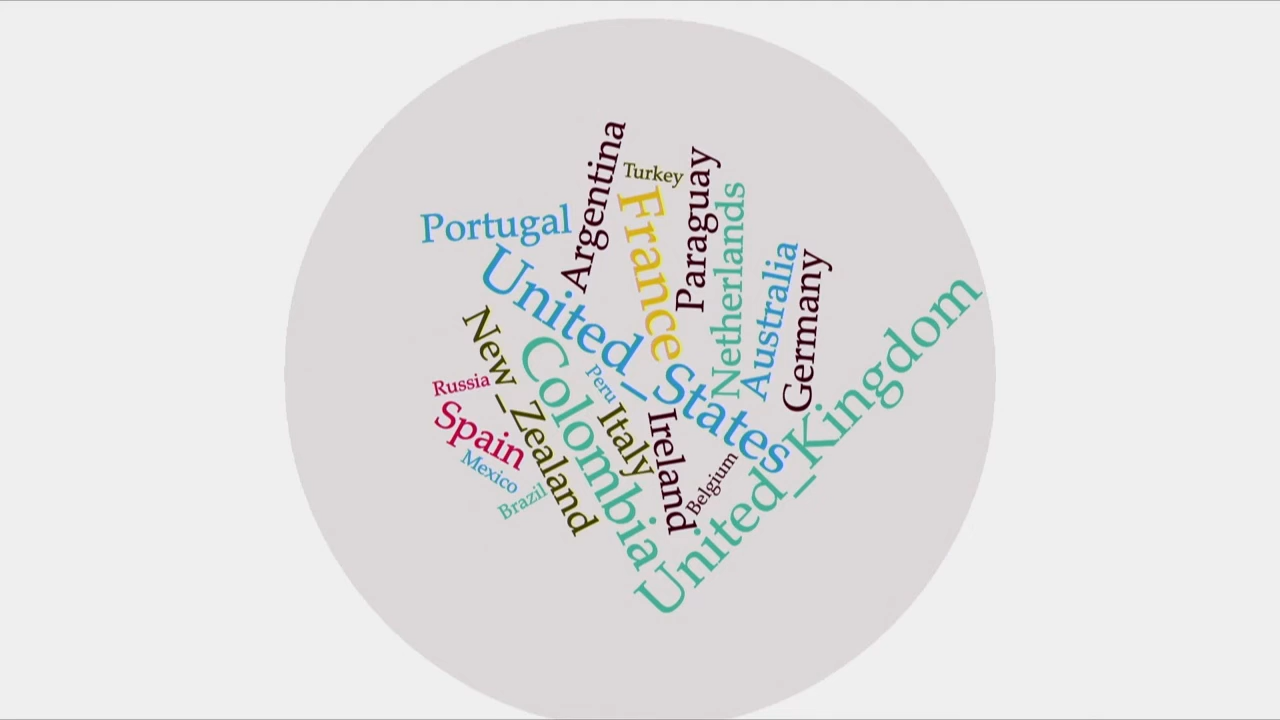 Argentina
Turkey
Paraguay
France
Netherlands
Portugal
Australia
Germany
United_States
United_Kingdom
New_Zealand
Colombia
Peru
Russia
Spain
Italy
Ireland
Mexico
Belgium
Brazil